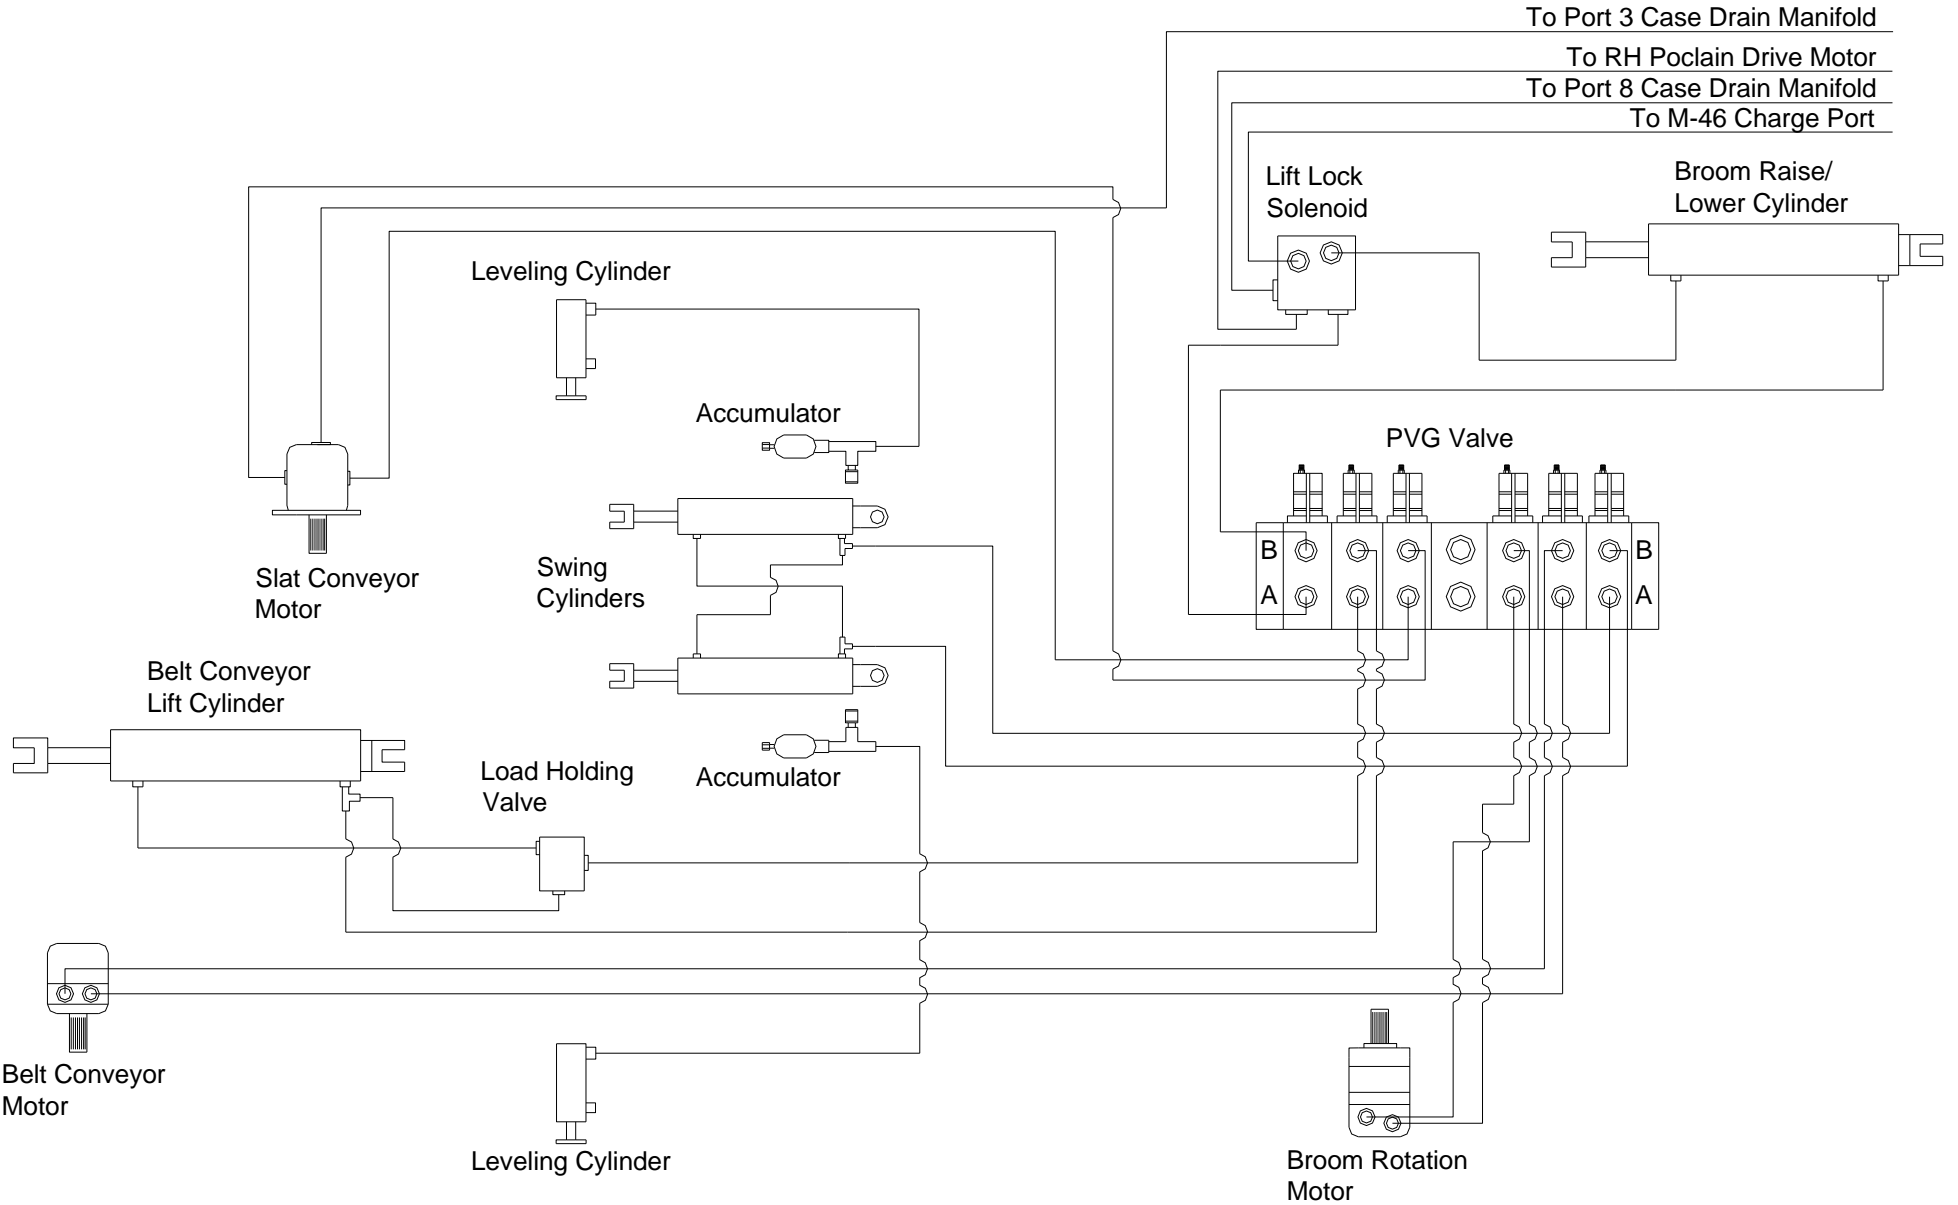 To Port 3 Case Drain Manifold
To RH Poclain Drive Motor
To Port 8 Case Drain Manifold
To M-46 Charge Port
Lift Lock
Solenoid
Broom Raise/
Lower Cylinder
Leveling Cylinder
Accumulator
PVG Valve
Slat Conveyor
Motor
Swing
Cylinders
B
B
A
A
Belt Conveyor
Lift Cylinder
Load Holding
Valve
Accumulator
Belt Conveyor
Motor
Leveling Cylinder
Broom Rotation
Motor